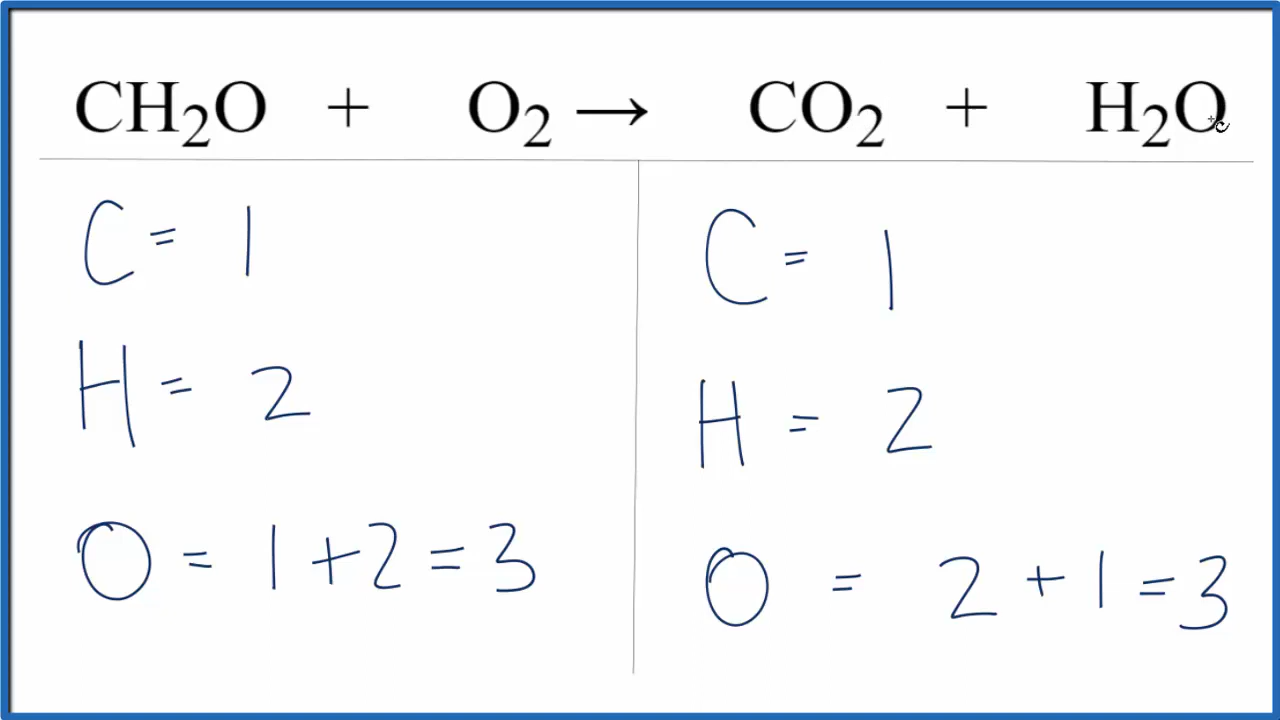 CH₂O + O₂ → CO₂ + H₂O
C = 1
H = 2
O = 1 + 2 = 3
C = 1
H = 2
O = 2 + 1 = 3